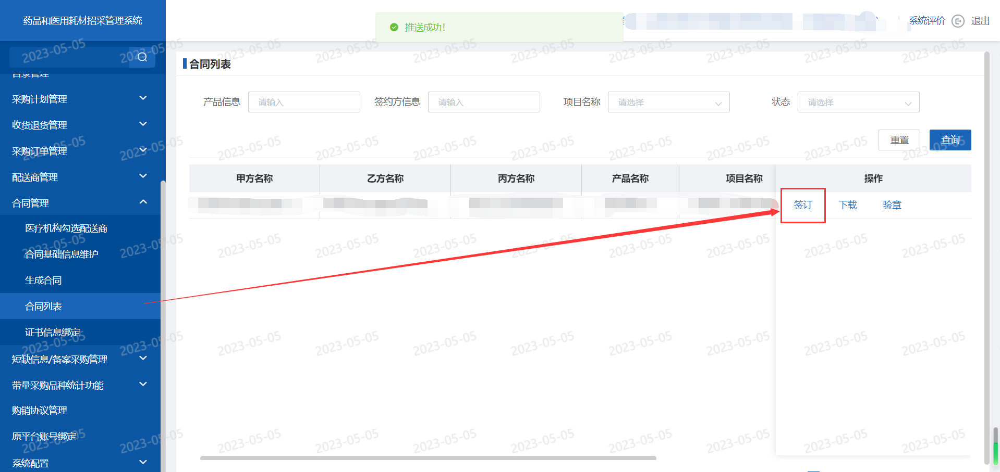 药品和医用耗材招采管理系统
推送成功!
系统评价
退出
目录管理
采购计划管理
收货退货管理
采购订单管理
配送商管理
合同管理
医疗机构勾选配送商
合同基础信息维护
生成合同
合同列表
证书信息绑定
短缺信息/备案采购管理
带量采购品种统计功能
购销协议管理
原平台账号绑定
系统配置
合同列表
产品信息 请输入 签约方信息 请输入 项目名称 请选择 状态 请选择
重置 查询
甲方名称 乙方名称 丙方名称 产品名称 项目名称 操作
签订 下载 验章
2023-05-05